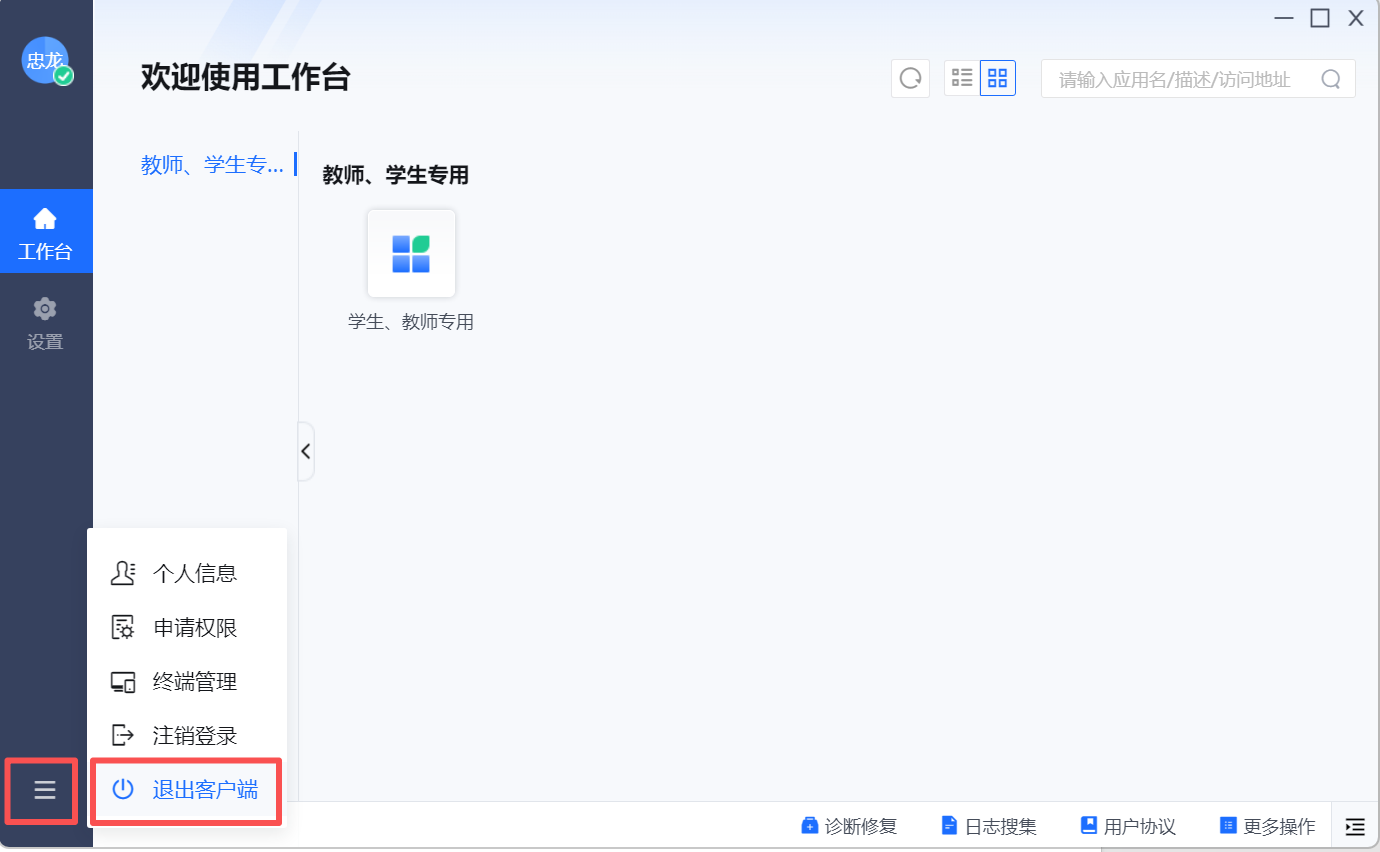 忠龙
欢迎使用工作台
请输入应用名/描述/访问地址
工作台
设置
教师、学生专...
教师、学生专用
学生、教师专用
个人信息
申请权限
终端管理
注销登录
退出客户端
诊断修复
日志搜集
用户协议
更多操作